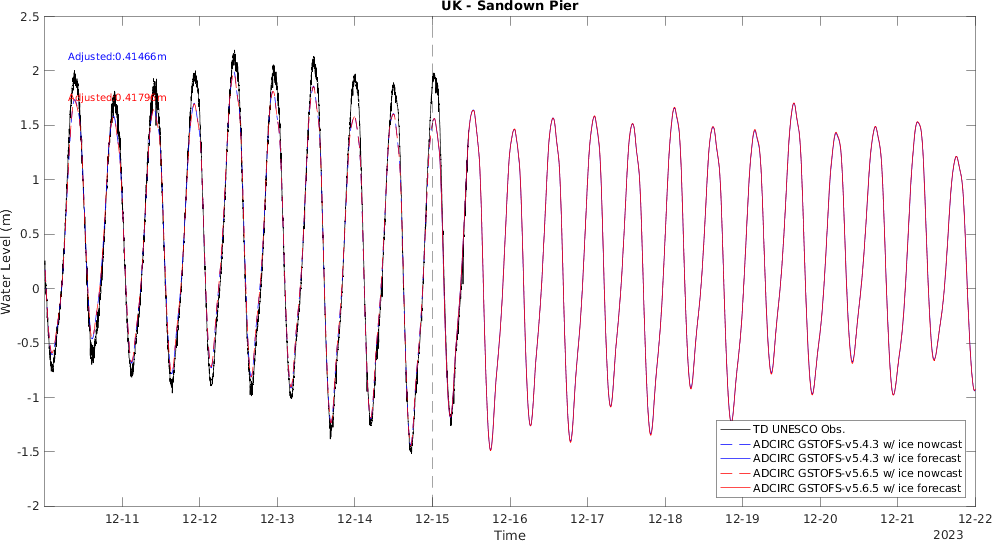 UK - Sandown Pier
2.5
2
1.5
1
0.5
0
-0.5
-1
-1.5
-2
Water Level (m)
Adjusted:0.41466m
TD UNESCO Obs.
ADCIRC GSTOFS-v5.4.3 w/ ice nowcast
ADCIRC GSTOFS-v5.4.3 w/ ice forecast
ADCIRC GSTOFS-v5.6.5 w/ ice nowcast
ADCIRC GSTOFS-v5.6.5 w/ ice forecast
12-11 12-12 12-13 12-14 12-15 12-16 12-17 12-18 12-19 12-20 12-21 12-22
Time
2023